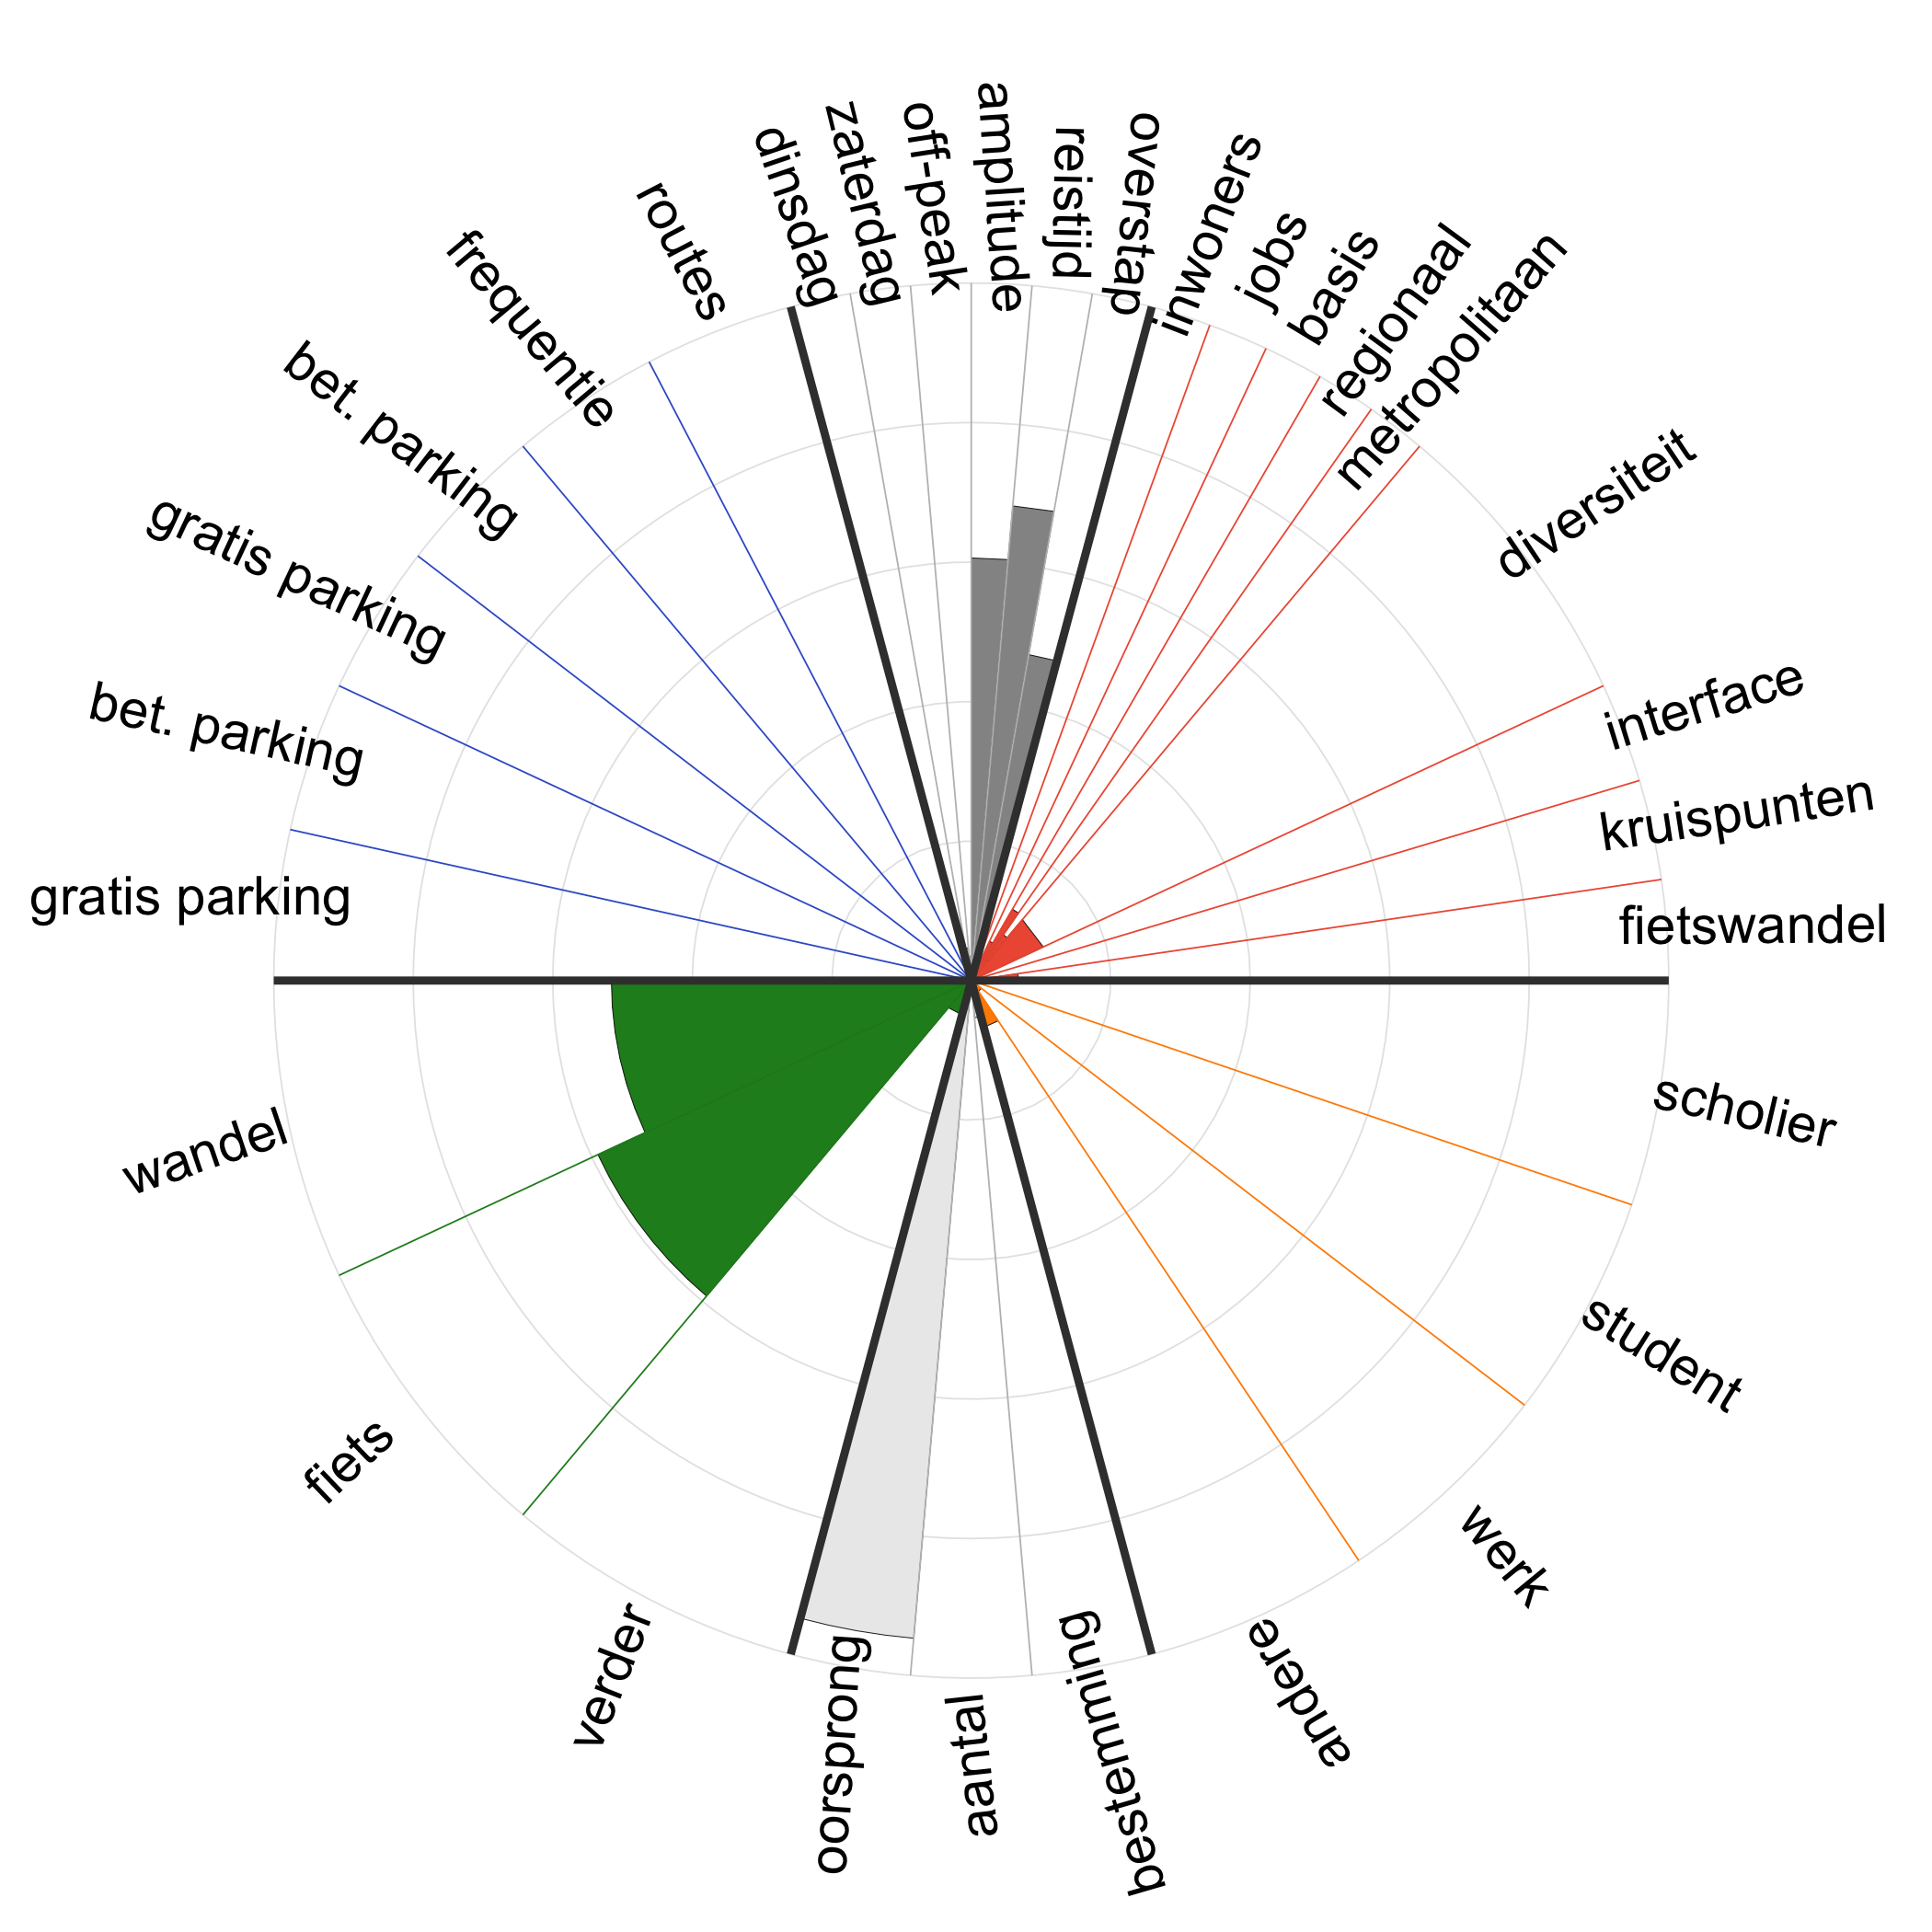 dinsdag
zaterdag
off-peak
amplitude
reistijd
overstap
inwoners
jobs
basis
regionaal
metropolitaan
diversiteit
interface
kruispunten
fietswandel
scholier
student
werk
andere
bestemming
aantal
oorsprong
verder
fiets
wandel
gratis parking
bet. parking
gratis parking
bet. parking
frequentie
routes